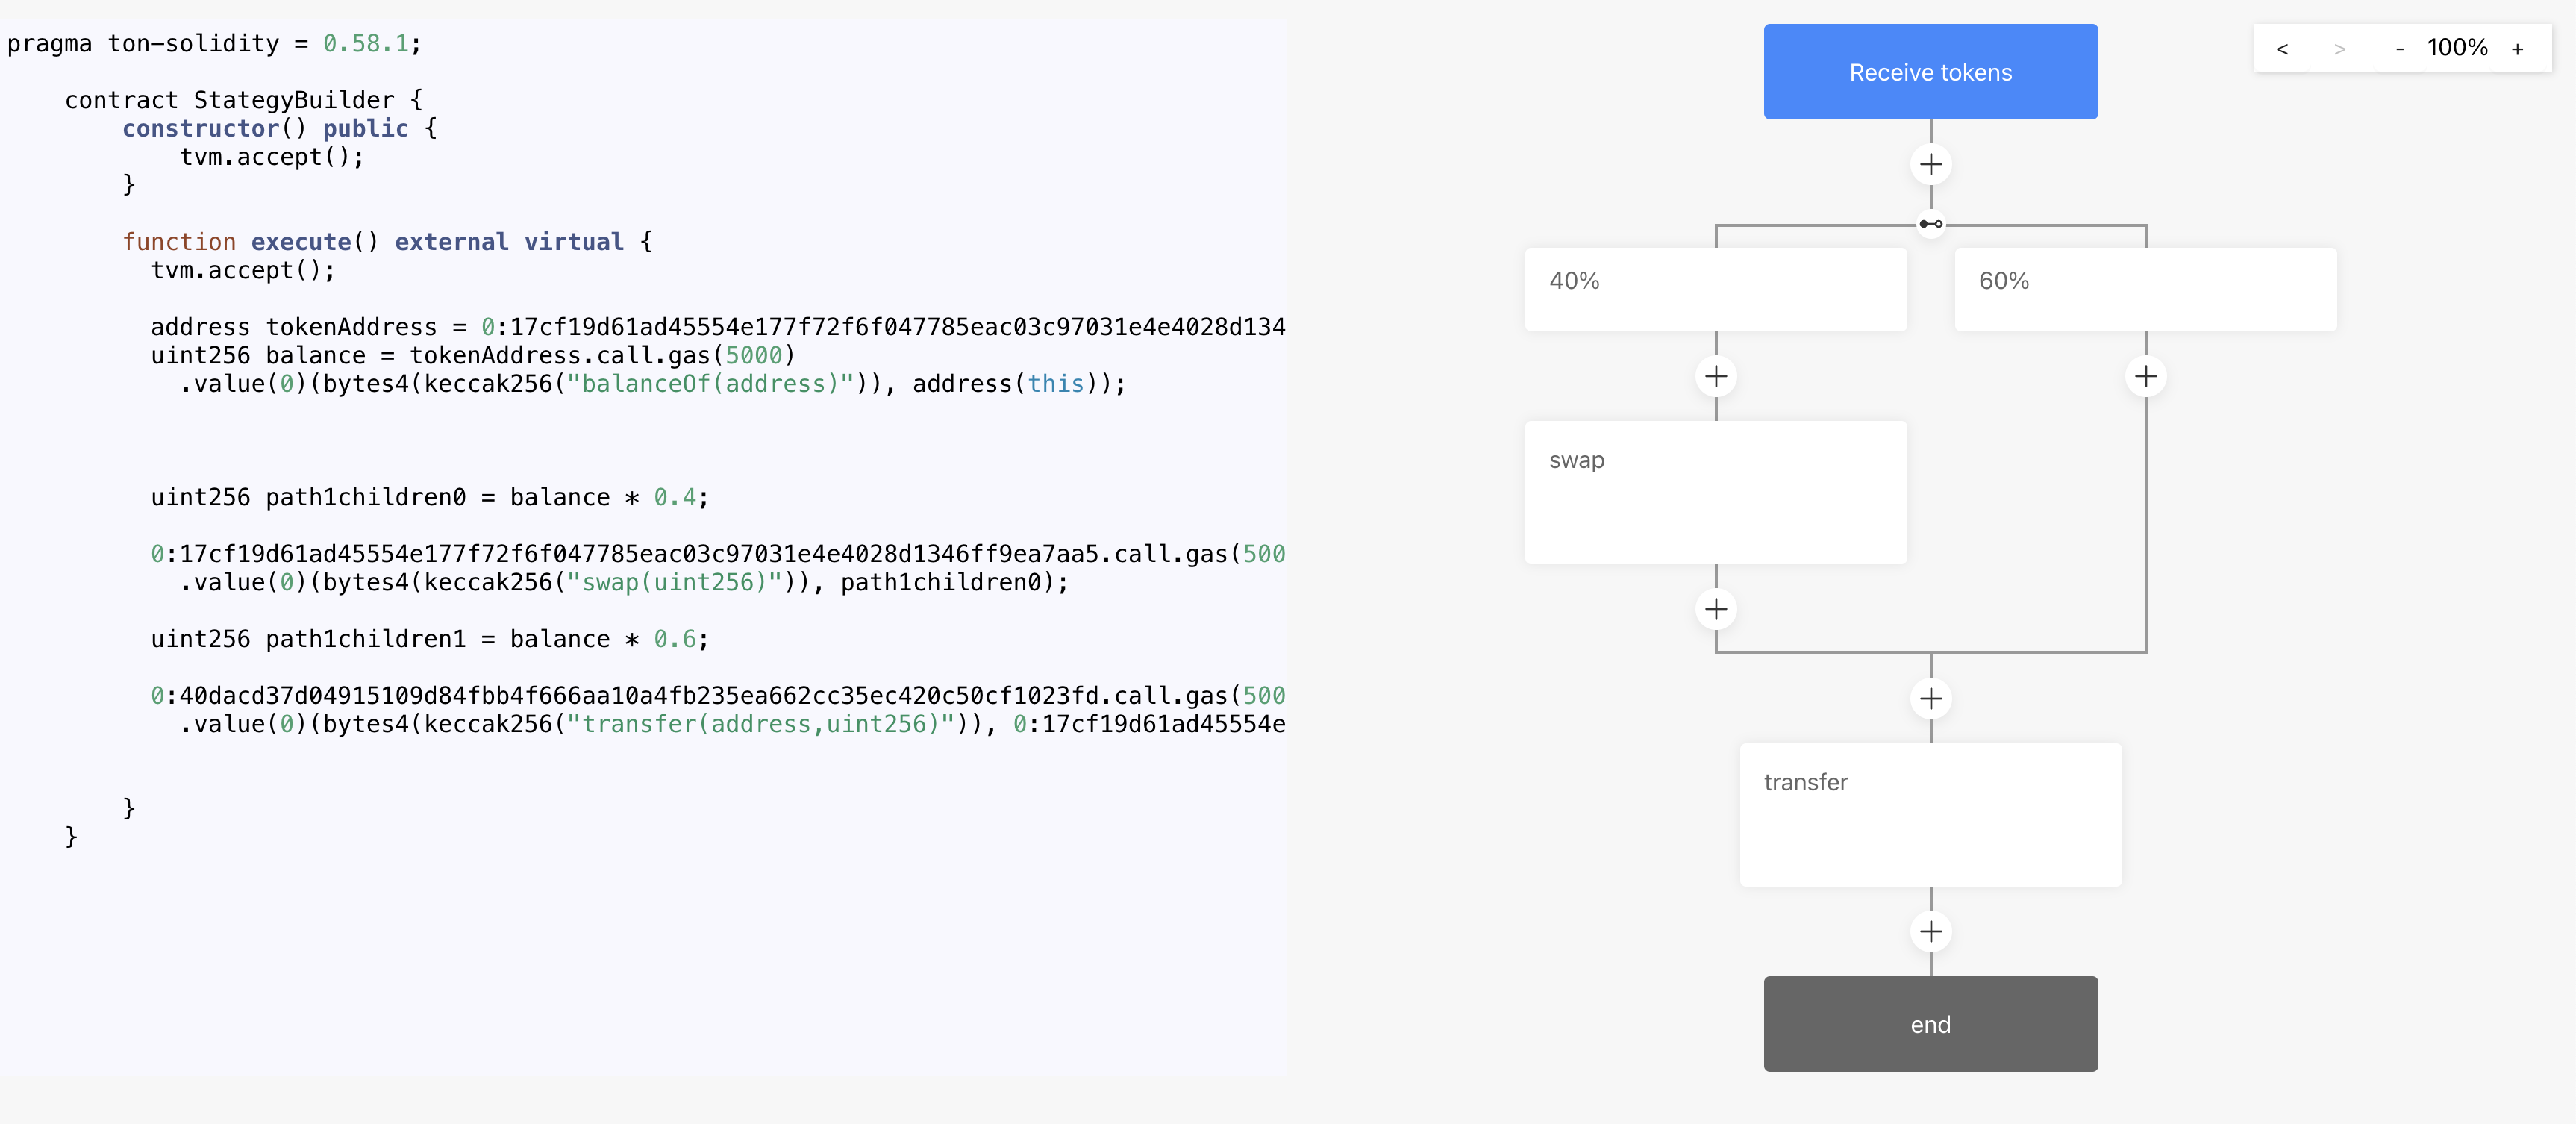 pragma ton-solidity = 0.58.1;
contract StategyBuilder {
constructor() public {
tvm.accept();
}
function execute() external virtual {
tvm.accept();
address tokenAddress = 0:17cf19d61ad45554e177f72f6f047785eac03c97031e4e4028d134
uint256 balance = tokenAddress.call.gas(5000)
.value(0)(bytes4(keccak256("balanceOf(address)")), address(this));
uint256 path1children0 = balance * 0.4;
0:17cf19d61ad45554e177f72f6f047785eac03c97031e4e4028d1346ff9ea7aa5.call.gas(500
.value(0)(bytes4(keccak256("swap(uint256)")), path1children0);
uint256 path1children1 = balance * 0.6;
0:40dacd37d04915109d84fbb4f666aa10a4fb235ea662cc35ec420c50cf1023fd.call.gas(500
.value(0)(bytes4(keccak256("transfer(address,uint256)")), 0:17cf19d61ad45554e
}
}
Receive tokens
< > - 100% +
40%
60%
swap
transfer
end